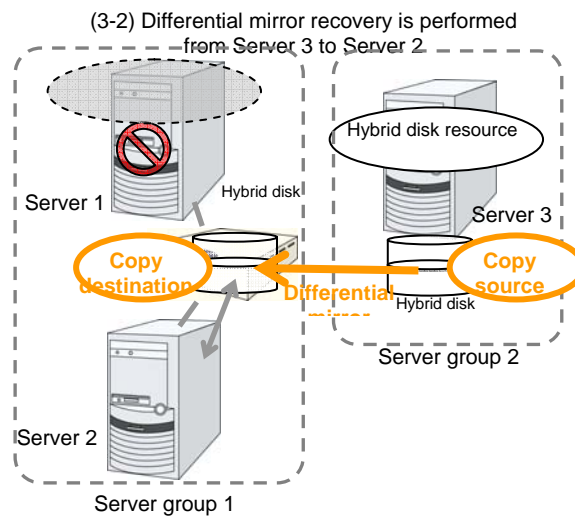 (3-2) Differential mirror recovery is performed
from Server 3 to Server 2
Hybrid disk resource
Server 1
Hybrid disk
Server 3
Copy
destination
Copy
source
Differential
mirror
Hybrid disk
Server group 2
Server 2
Server group 1